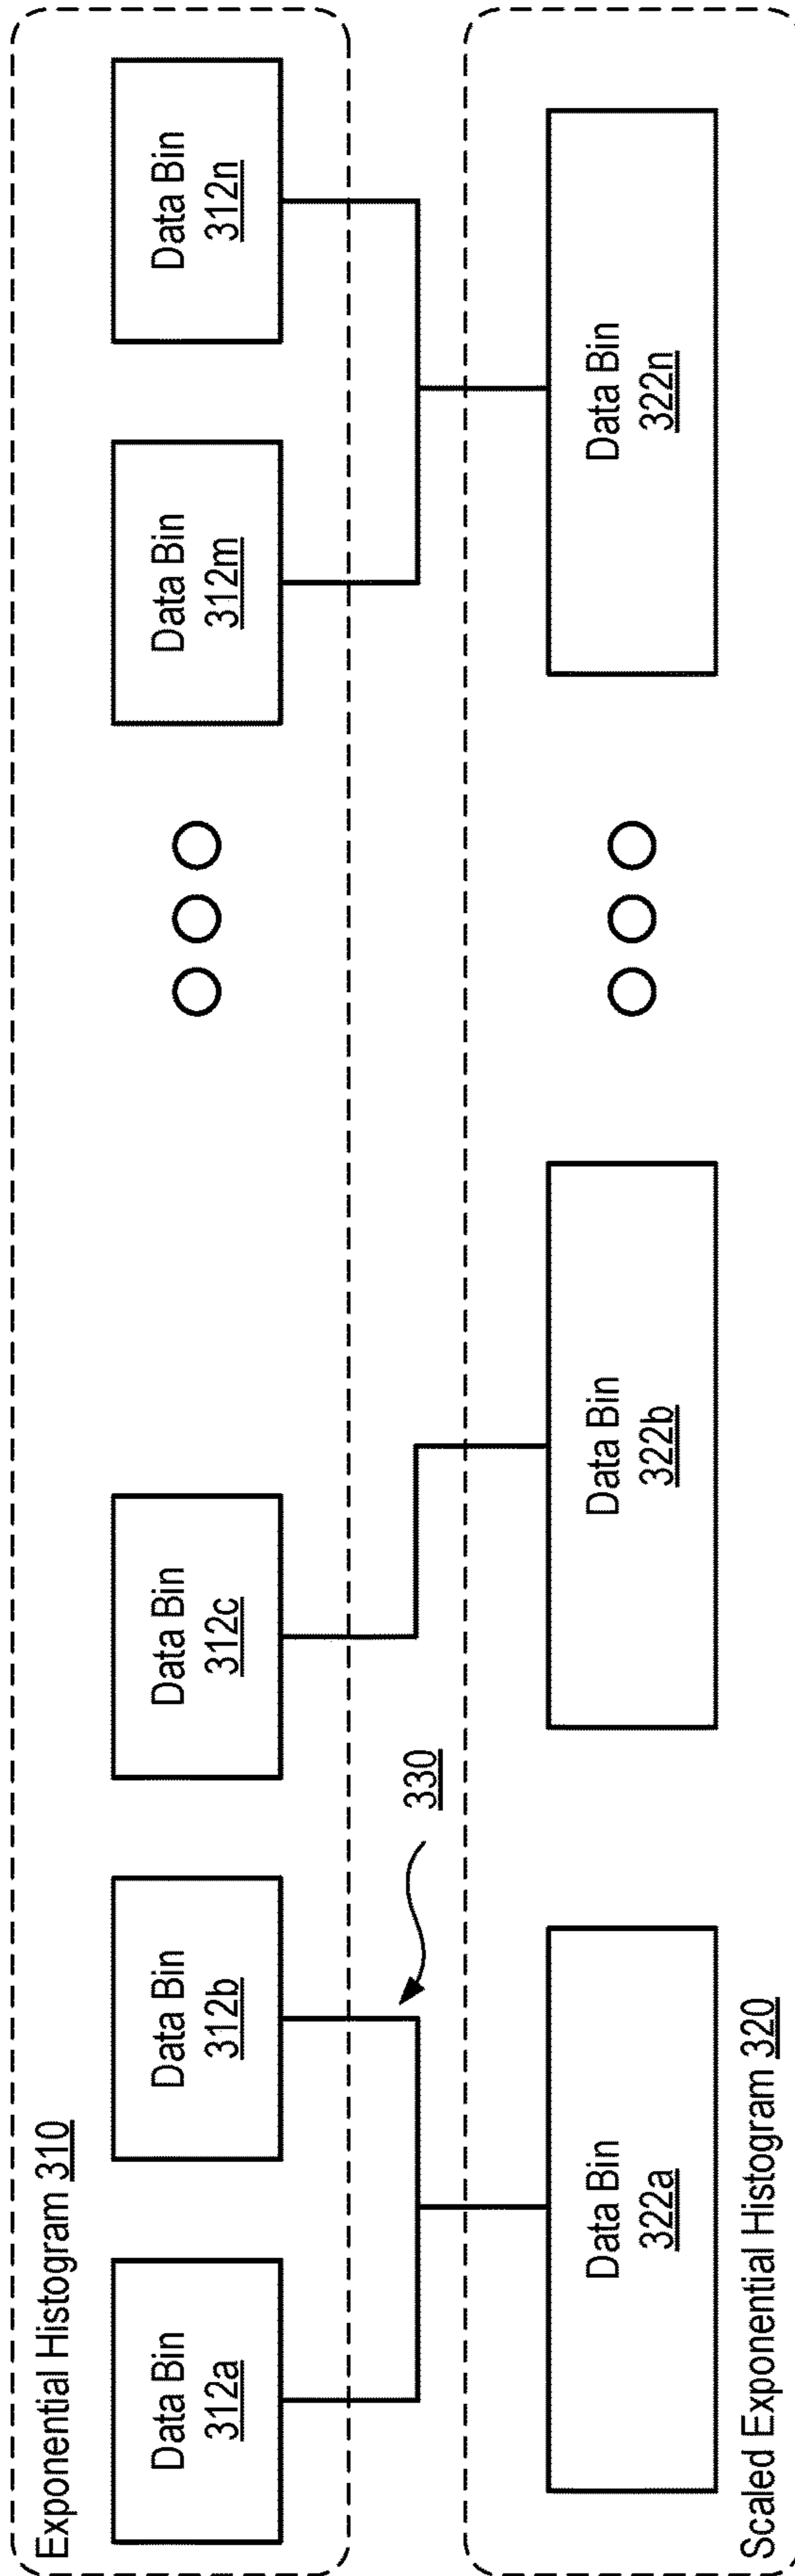 Exponential Histogram 310
Data Bin
312a
Data Bin
312b
Data Bin
312c
Data Bin
312m
Data Bin
312n
330
Data Bin
322a
Data Bin
322b
Data Bin
322n
Scaled Exponential Histogram 320